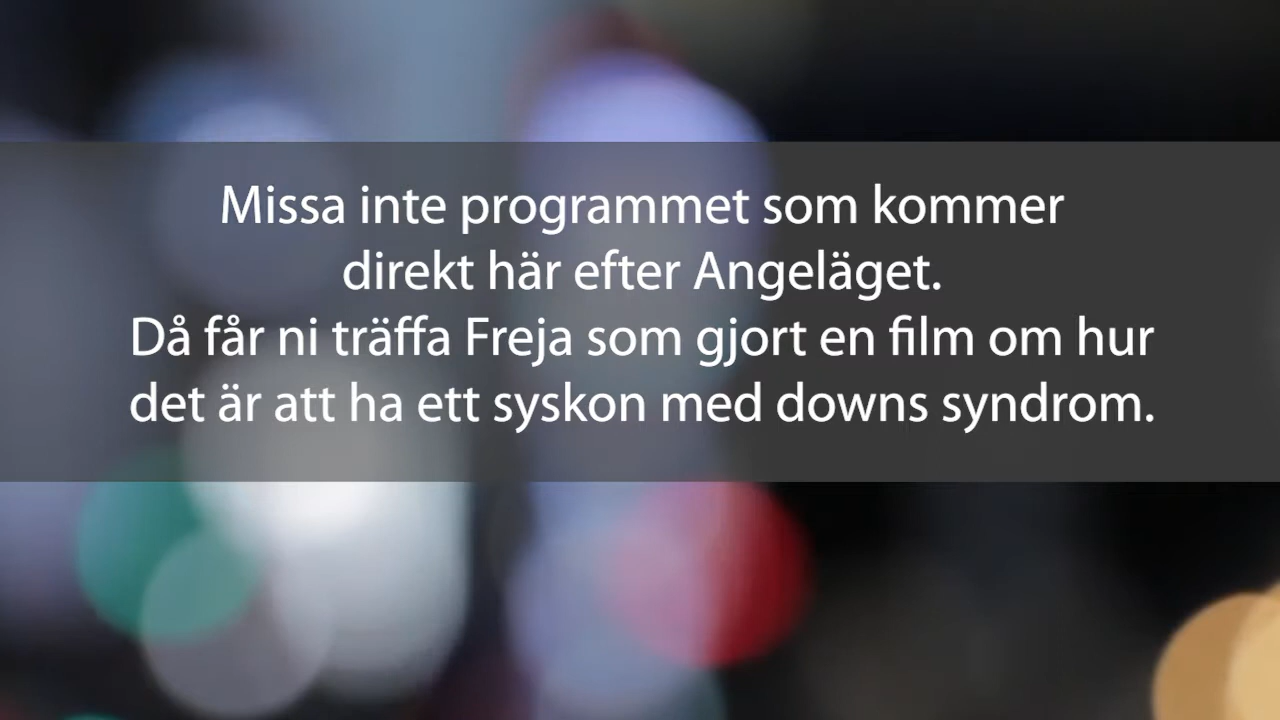 Missa inte programmet som kommer
direkt här efter Angeläget.
Då får ni träffa Freja som gjort en film om hur
det är att ha ett syskon med downs syndrom.